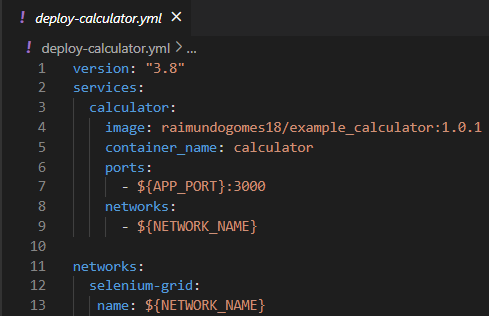 ! deploy-calculator.yml ×
! deploy-calculator.yml > ...
1 version: "3.8"
2 services:
3   calculator:
4     image: raimundogomes18/example_calculator:1.0.1
5     container_name: calculator
6     ports:
7       - ${APP_PORT}:3000
8     networks:
9       - ${NETWORK_NAME}
10
11 networks:
12   selenium-grid:
13    name: ${NETWORK_NAME}